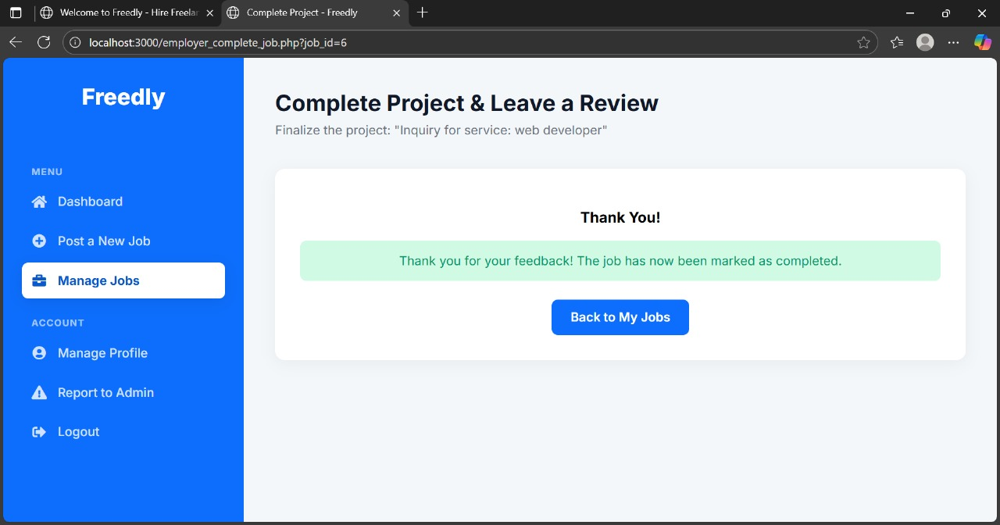 Welcome to Freedly - Hire Freelar
Complete Project - Freedly
localhost:3000/employer_complete_job.php?job_id=6
Freedly
MENU
Dashboard
Post a New Job
Manage Jobs
ACCOUNT
Manage Profile
Report to Admin
Logout
Complete Project & Leave a Review
Finalize the project: "Inquiry for service: web developer"
Thank You!
Thank you for your feedback! The job has now been marked as completed.
Back to My Jobs